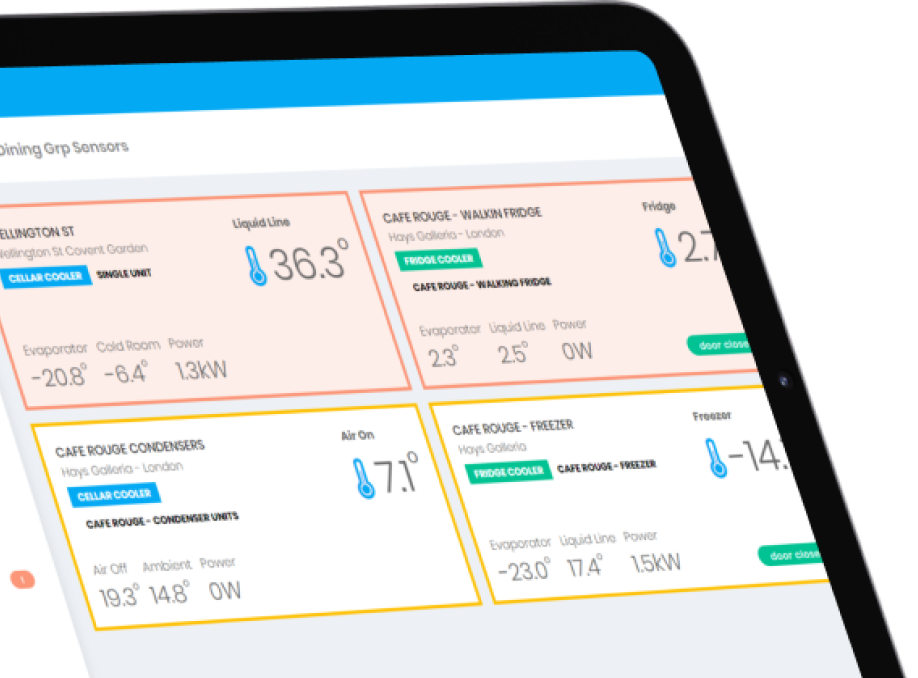 Dining Grp Sensors
ELLINGTON ST
Wellington St Covent Garden
CELLAR COOLER SINGLE UNIT
Liquid Line
36.3°
Evaporator Cold Room Power
-20.8° -6.4° 1.3kW
CAFE ROUGE - WALKIN FRIDGE
Hays Galleria - London
FRIDGE COOLER
CAFE ROUGE - WALKING FRIDGE
Fridge
2.7
Evaporator Liquid Line Power
2.3° 2.5° 0W
door close
CAFE ROUGE CONDENSERS
Hays Galleria - London
CELLAR COOLER
CAFE ROUGE - CONDENSER UNITS
Air On
7.1°
Air Off Ambient Power
19.3° 14.8° 0W
CAFE ROUGE - FREEZER
Hays Galleria
FRIDGE COOLER CAFE ROUGE - FREEZER
Freezer
-14.
Evaporator Liquid Line Power
-23.0° 17.4° 1.5kW
door close